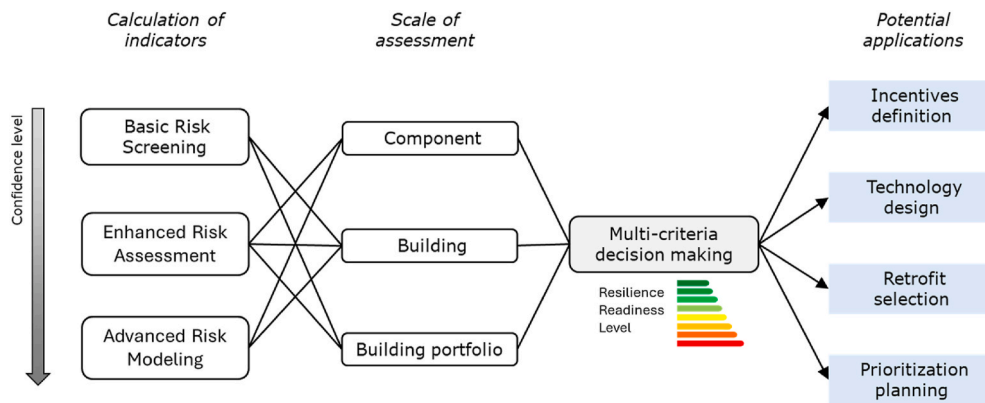 Calculation of
indicators
Scale of
assessment
Potential
applications
Confidence level
Basic Risk
Screening
Enhanced Risk
Assessment
Advanced Risk
Modeling
Component
Building
Building portfolio
Multi-criteria
decision making
Resilience
Readiness
Level
Incentives
definition
Technology
design
Retrofit
selection
Prioritization
planning